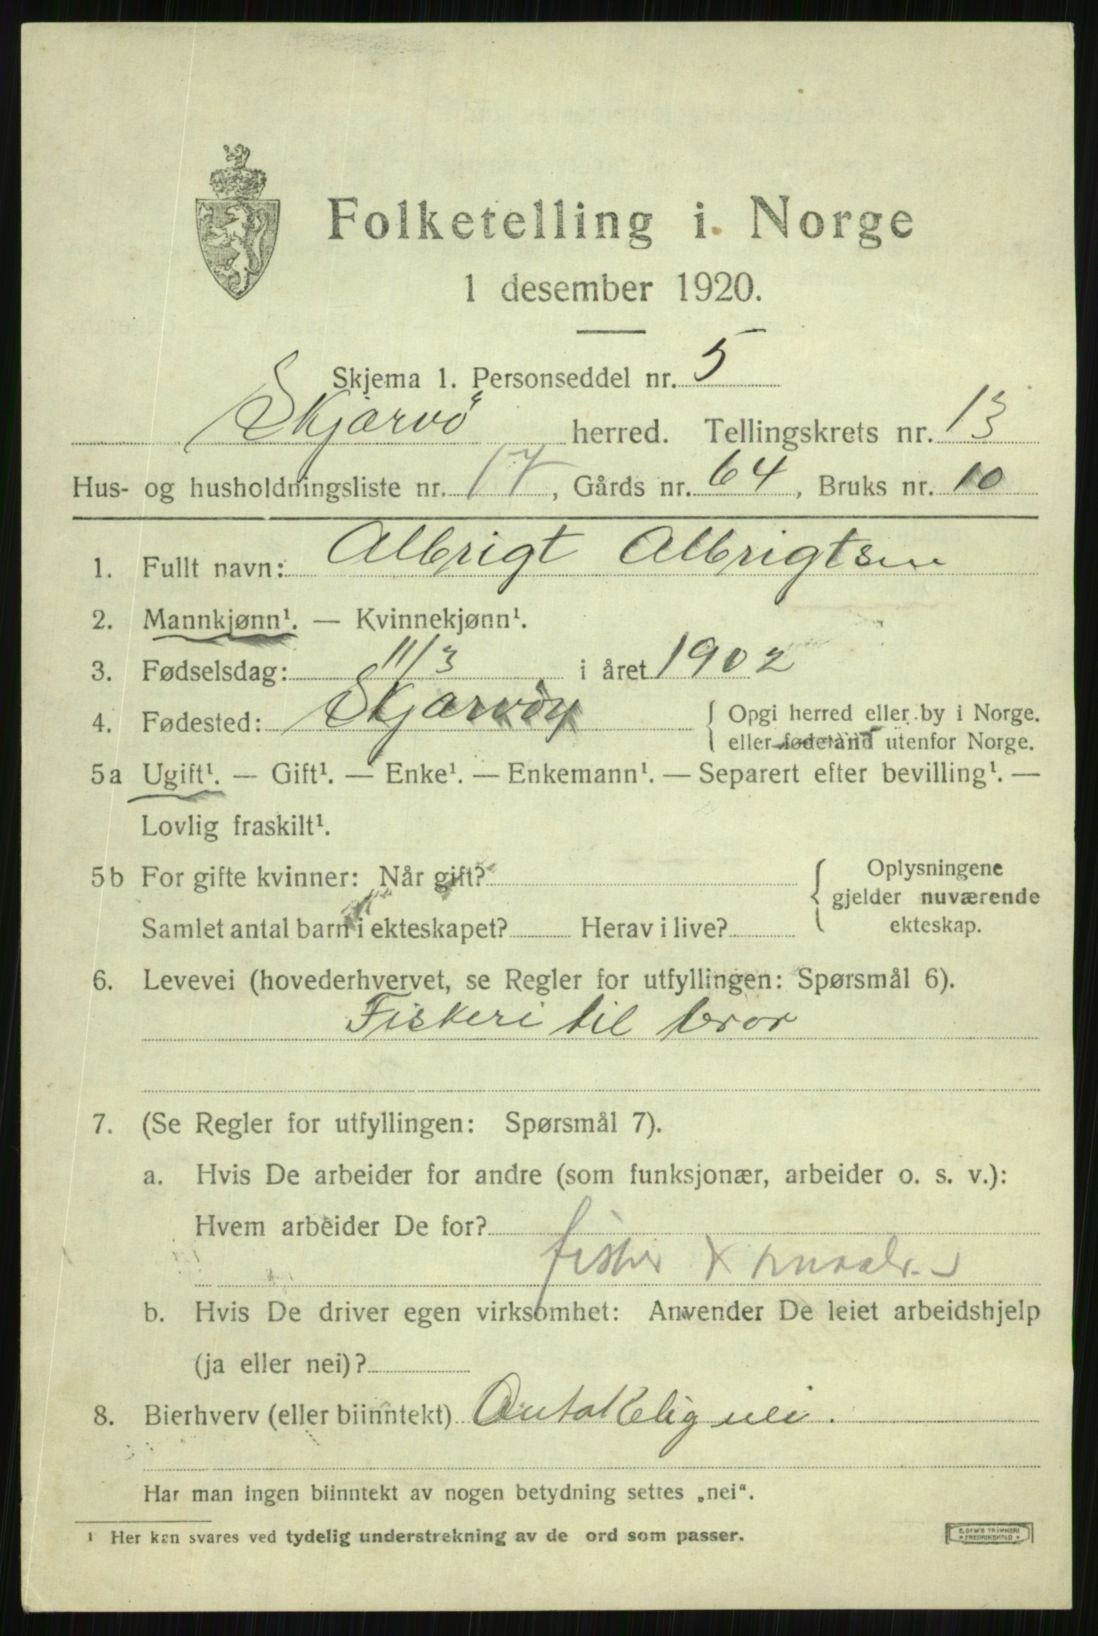 Folketelling i Norge
1 desember 1920.
Skjema 1. Personseddel nr. 5
Skjærvö herred. Tellingskrets nr. 13
Hus- og husholdningsliste nr. 17, Gårds nr. 64, Bruks nr. 10
1. Fullt navn: Albrigt Albrigtsen
2. Mannkjønn¹. — Kvinnekjønn¹.
3. Fødselsdag: 11/3 i året 1902
4. Fødested: Skjærvöy { Opgi herred eller by i Norge.
eller fødeland utenfor Norge.
5a Ugift¹. — Gift¹. — Enke¹. — Enkemann¹. — Separert efter bevilling¹. —
Lovlig fraskilt¹.
5b For gifte kvinner: Når gift? { Oplysningene
gjelder nuværende
Samlet antal barn i ekteskapet? Herav i live? ekteskap.
6. Levevei (hovederhvervet, se Regler for utfyllingen: Spørsmål 6).
Fiskeri til bror
7. (Se Regler for utfyllingen: Spørsmål 7).
a. Hvis De arbeider for andre (som funksjonær, arbeider o. s. v.):
Hvem arbeider De for?
fisker x
b. Hvis De driver egen virksomhet: Anvender De leiet arbeidshjelp
(ja eller nei)?
8. Bierhverv (eller biinntekt) Antakelig nei.
Har man ingen biinntekt av nogen betydning settes „nei“.
¹ Her kan svares ved tydelig understrekning av de ord som passer.